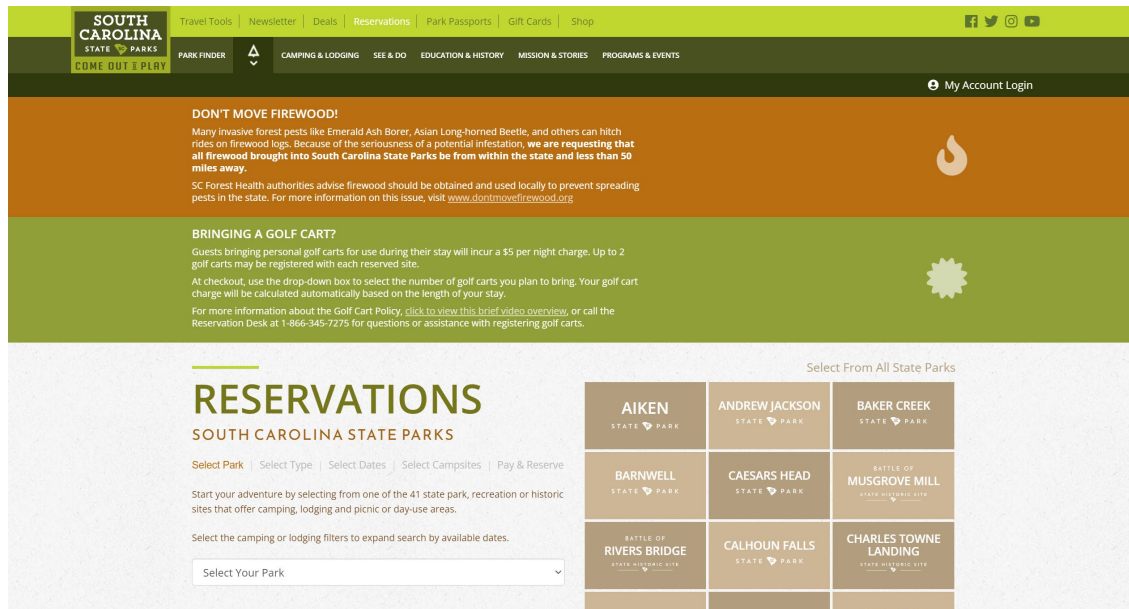 SOUTH
CAROLINA
STATE PARKS
COME OUT & PLAY
Travel Tools | Newsletter | Deals | Reservations | Park Passports | Gift Cards | Shop
PARK FINDER
CAMPING & LODGING SEE & DO EDUCATION & HISTORY MISSION & STORIES PROGRAMS & EVENTS
My Account Login
DON'T MOVE FIREWOOD!
Many invasive forest pests like Emerald Ash Borer, Asian Long-horned Beetle, and others can hitch
rides on firewood logs. Because of the seriousness of a potential infestation, we are requesting that
all firewood brought into South Carolina State Parks be from within the state and less than 50
miles away.
SC Forest Health authorities advise firewood should be obtained and used locally to prevent spreading
pests in the state. For more information on this issue, visit www.dontmovefirewood.org
BRINGING A GOLF CART?
Guests bringing personal golf carts for use during their stay will incur a $5 per night charge. Up to 2
golf carts may be registered with each reserved site.
At checkout, use the drop-down box to select the number of golf carts you plan to bring. Your golf cart
charge will be calculated automatically based on the length of your stay.
For more information about the Golf Cart Policy, click to view this brief video overview, or call the
Reservation Desk at 1-866-345-7275 for questions or assistance with registering golf carts.
RESERVATIONS
SOUTH CAROLINA STATE PARKS
Select Park | Select Type | Select Dates | Select Campsites | Pay & Reserve
Start your adventure by selecting from one of the 41 state park, recreation or historic
sites that offer camping, lodging and picnic or day-use areas.
Select the camping or lodging filters to expand search by available dates.
Select Your Park
Select From All State Parks
AIKEN
STATE PARK
ANDREW JACKSON
STATE PARK
BAKER CREEK
STATE PARK
BARNWELL
STATE PARK
CAESARS HEAD
STATE PARK
BATTLE OF
MUSGROVE MILL
STATE HISTORIC SITE
BATTLE OF
RIVERS BRIDGE
STATE HISTORIC SITE
CALHOUN FALLS
STATE PARK
CHARLES TOWNE
LANDING
STATE HISTORIC SITE